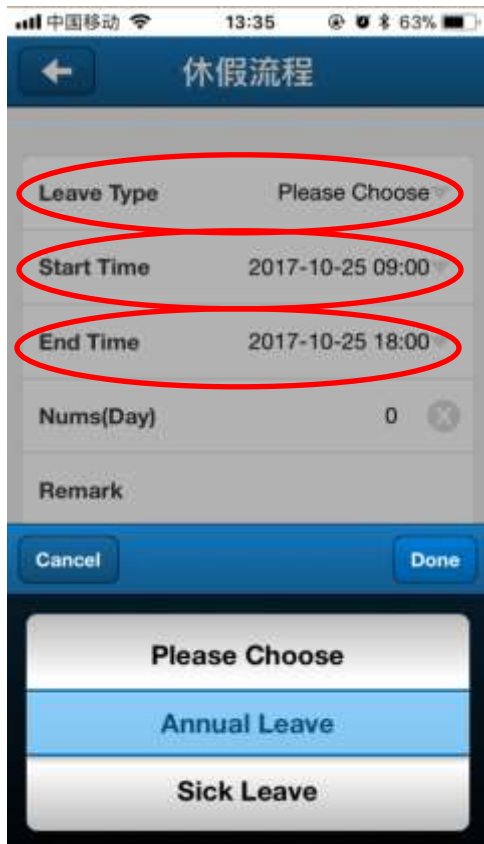 中国移动 13:35 63%
休假流程
Leave Type Please Choose
Start Time 2017-10-25 09:00
End Time 2017-10-25 18:00
Nums(Day) 0
Remark
Cancel Done
Please Choose
Annual Leave
Sick Leave